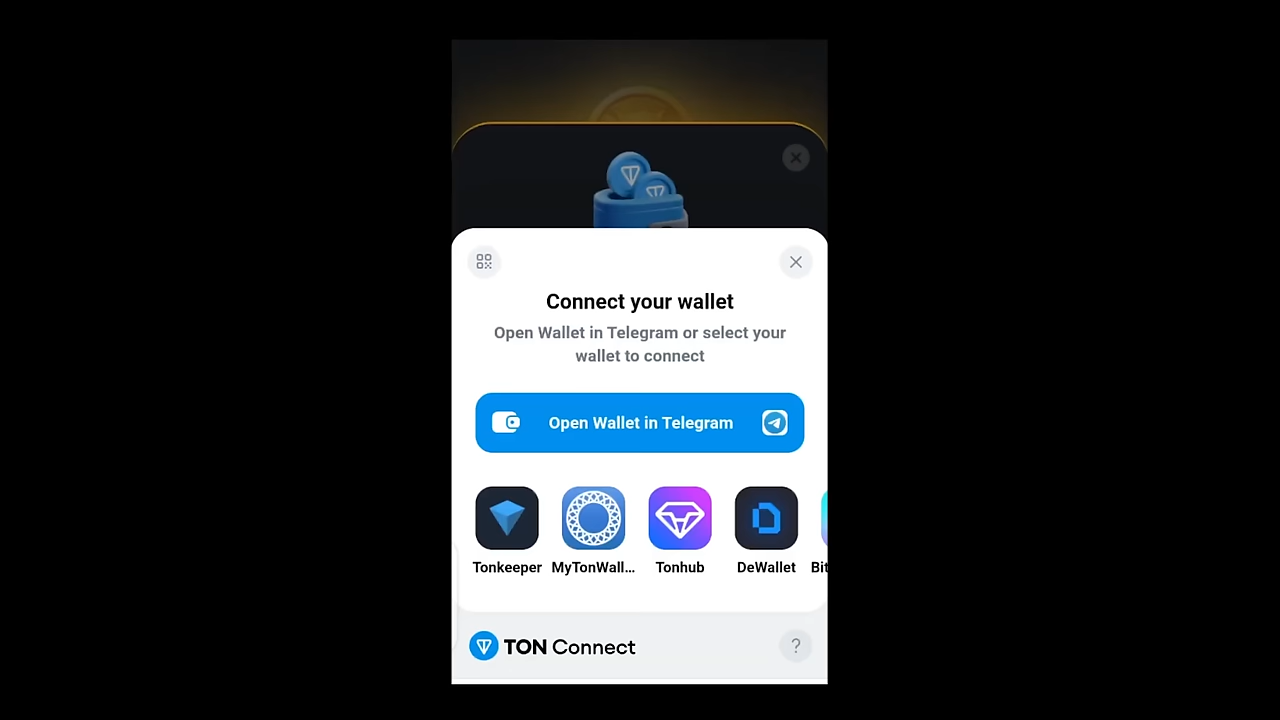 Connect your wallet
Open Wallet in Telegram or select your
wallet to connect
Open Wallet in Telegram
Tonkeeper
MyTonWall...
Tonhub
DeWallet
Bit
TON Connect
?